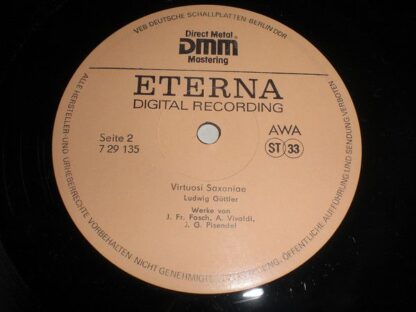 VEB DEUTSCHE SCHALLPLATTEN BERLIN DDR
Direct Metal
DMM
Mastering
ETERNA
DIGITAL RECORDING
Seite 2
7 29 135
AWA
ST 33
Virtuosi Saxoniae
Ludwig Güttler
Werke von
J. Fr. Fasch, A. Vivaldi,
J. G. Pisendel
ALLE HERSTELLER- UND URHEBERRECHTE VORBEHALTEN NICHT GENEHMIGTE ÖFFENTLICHE AUFFÜHRUNG UND SENDUNG VERBOTEN